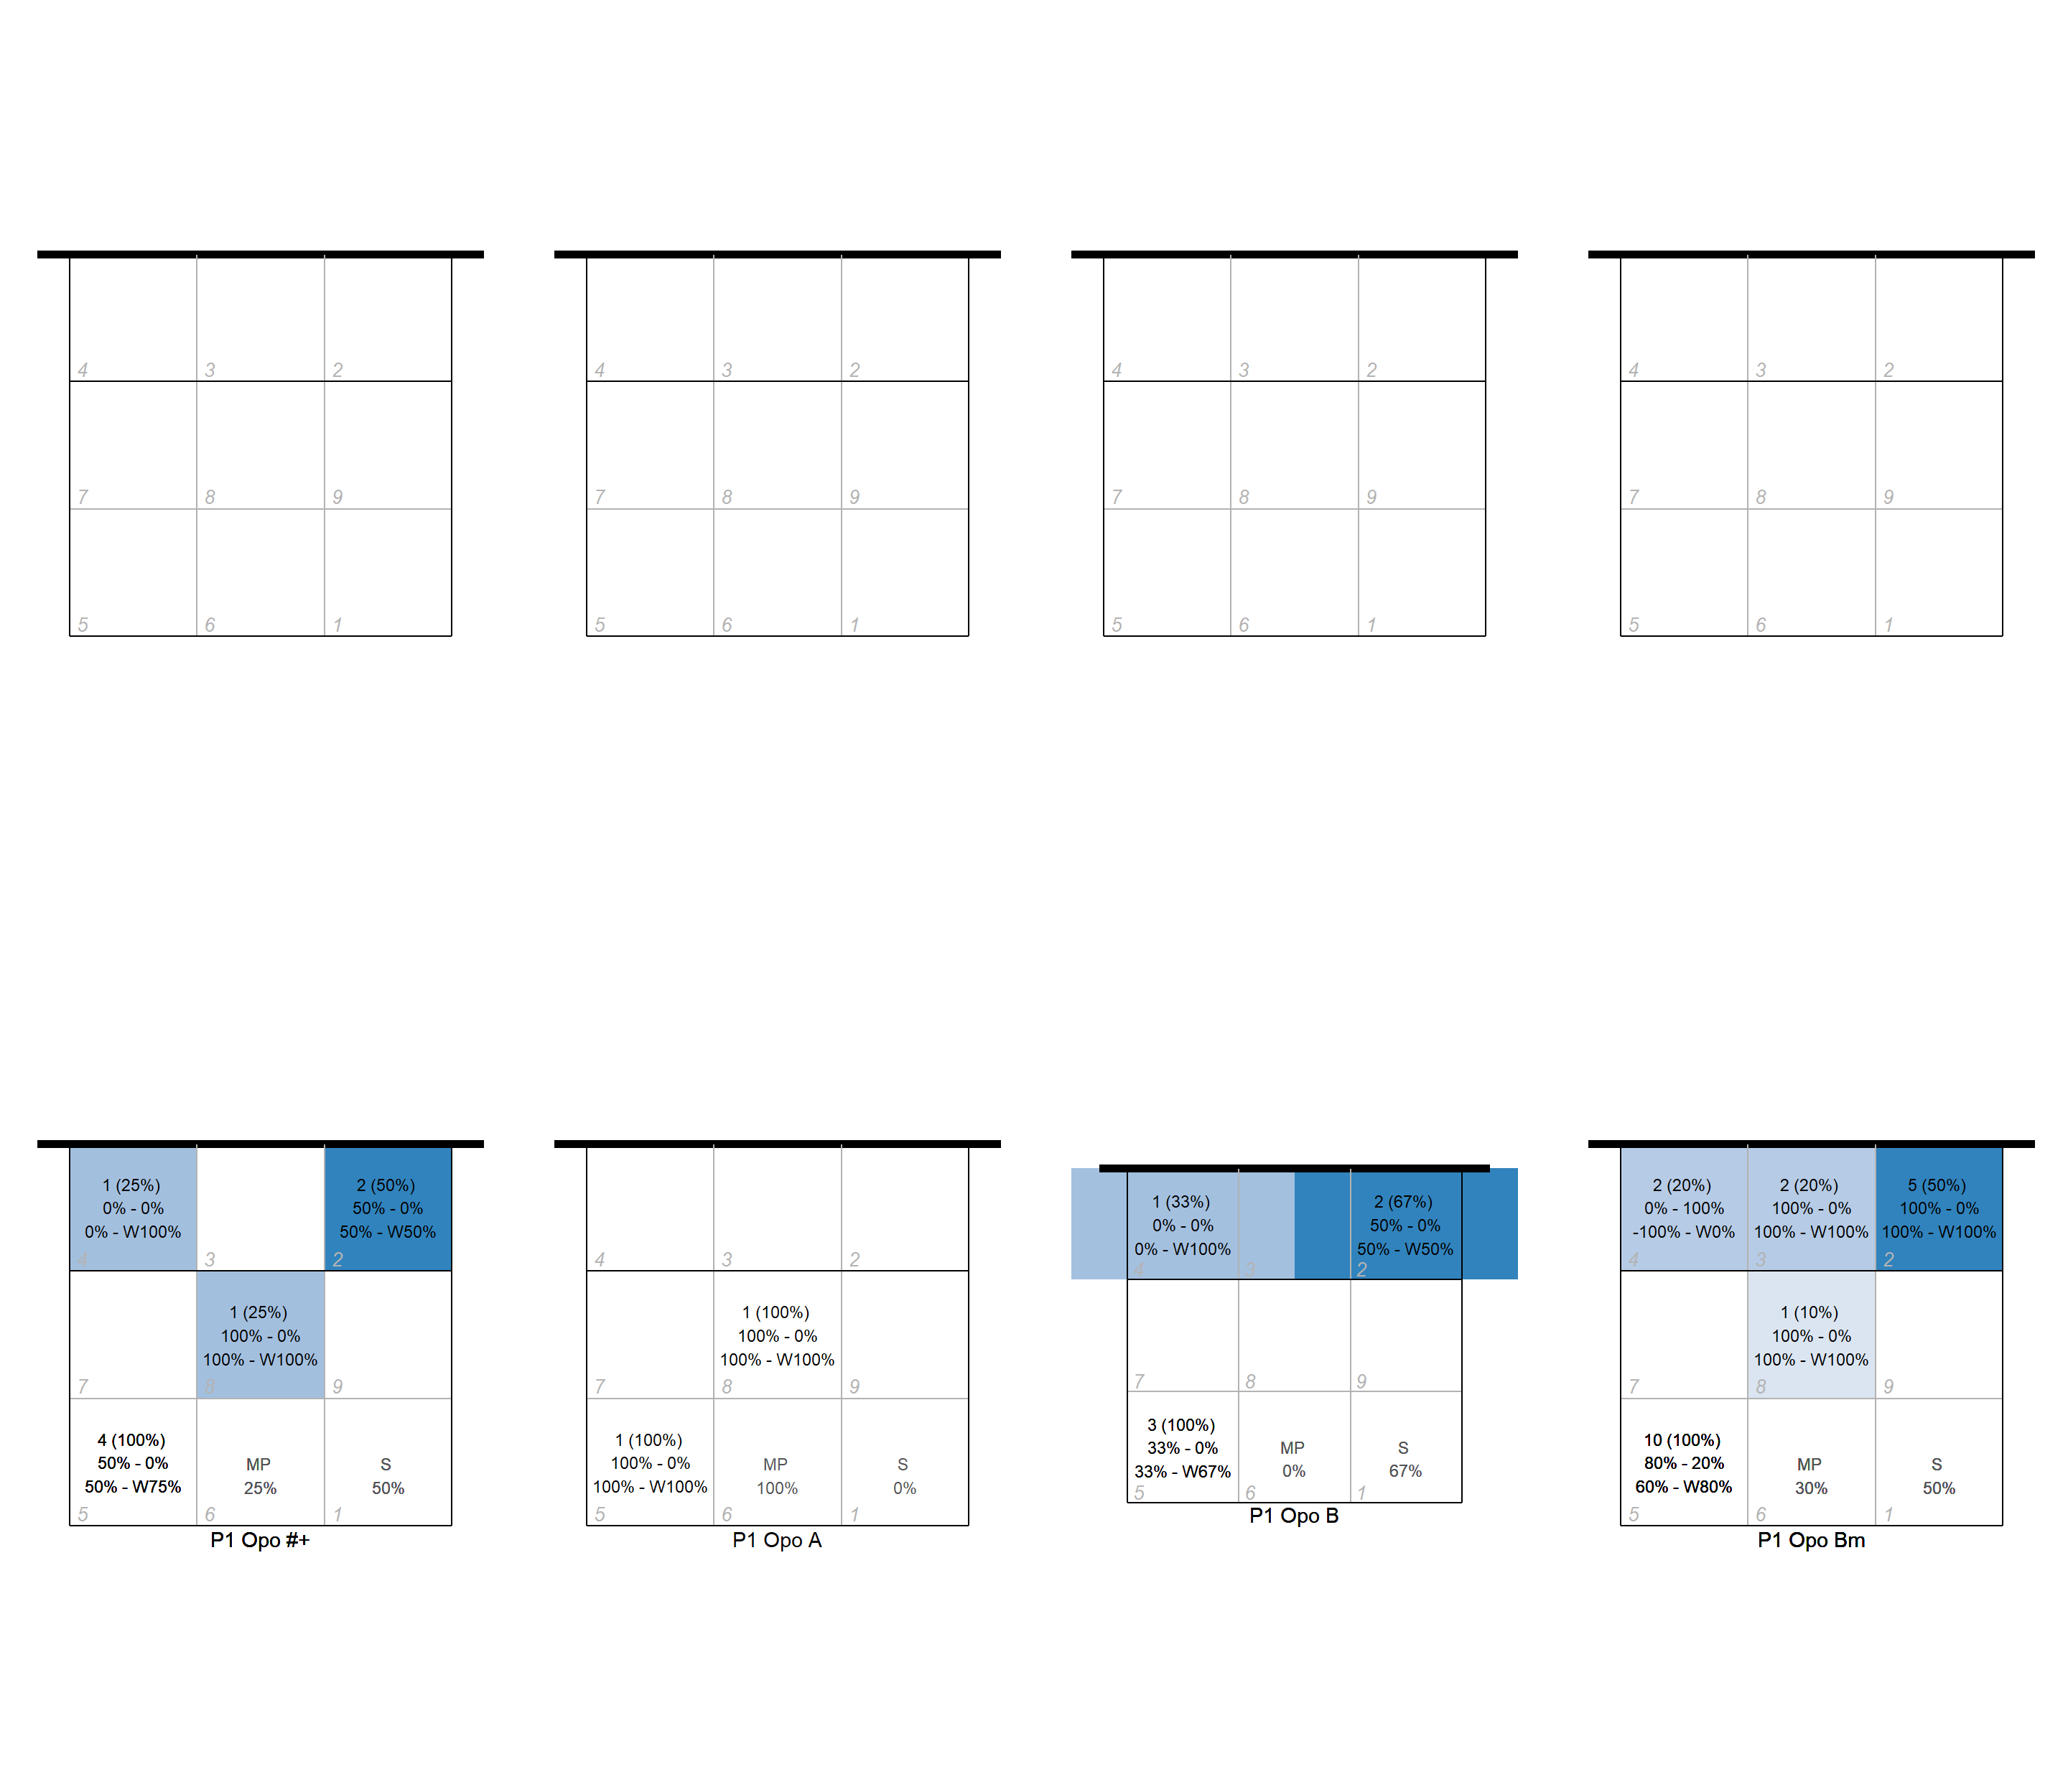 4 3 2
7 8 9
5 6 1
4 3 2
7 8 9
5 6 1
4 3 2
7 8 9
5 6 1
4 3 2
7 8 9
5 6 1
1 (25%)
0% - 0%
0% - W100%
2 (50%)
50% - 0%
50% - W50%
4 3 2
1 (25%)
100% - 0%
100% - W100%
7 8 9
4 (100%)
50% - 0%
50% - W75%
MP
25%
S
50%
5 6 1
P1 Opo #+
4 3 2
1 (100%)
100% - 0%
100% - W100%
7 8 9
1 (100%)
100% - 0%
100% - W100%
MP
100%
S
0%
5 6 1
P1 Opo A
1 (33%)
0% - 0%
0% - W100%
2 (67%)
50% - 0%
50% - W50%
4 3 2
7 8 9
3 (100%)
33% - 0%
33% - W67%
MP
0%
S
67%
5 6 1
P1 Opo B
2 (20%)
0% - 100%
-100% - W0%
2 (20%)
100% - 0%
100% - W100%
5 (50%)
100% - 0%
100% - W100%
4 3 2
1 (10%)
100% - 0%
100% - W100%
7 8 9
10 (100%)
80% - 20%
60% - W80%
MP
30%
S
50%
5 6 1
P1 Opo Bm